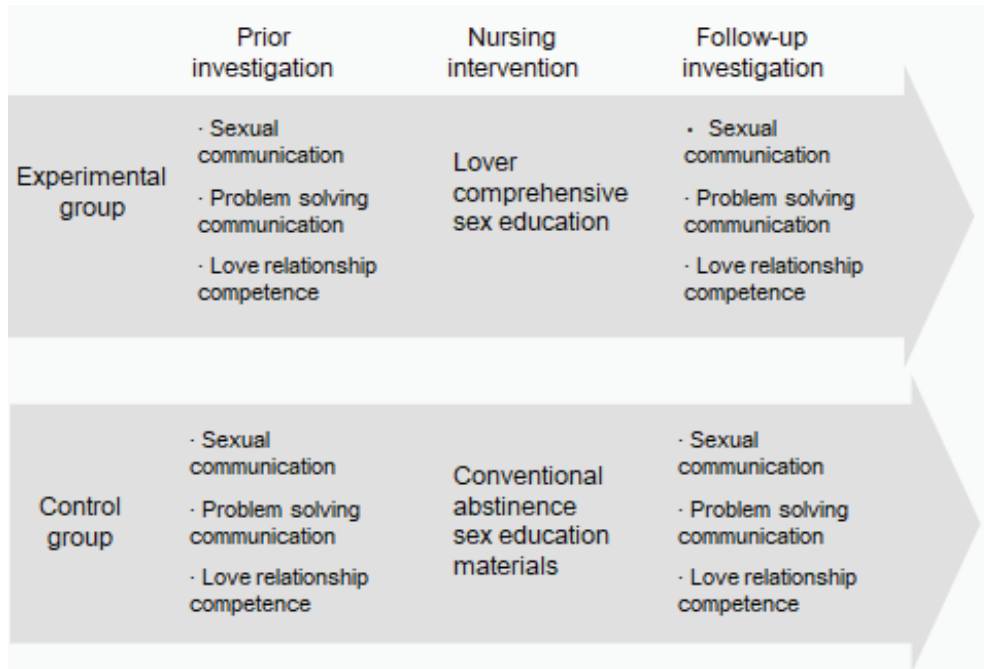 Prior
investigation
Nursing
intervention
Follow-up
investigation
Experimental
group
· Sexual
communication
· Problem solving
communication
· Love relationship
competence
Lover
comprehensive
sex education
· Sexual
communication
· Problem solving
communication
· Love relationship
competence
Control
group
· Sexual
communication
· Problem solving
communication
· Love relationship
competence
Conventional
abstinence
sex education
materials
· Sexual
communication
· Problem solving
communication
· Love relationship
competence